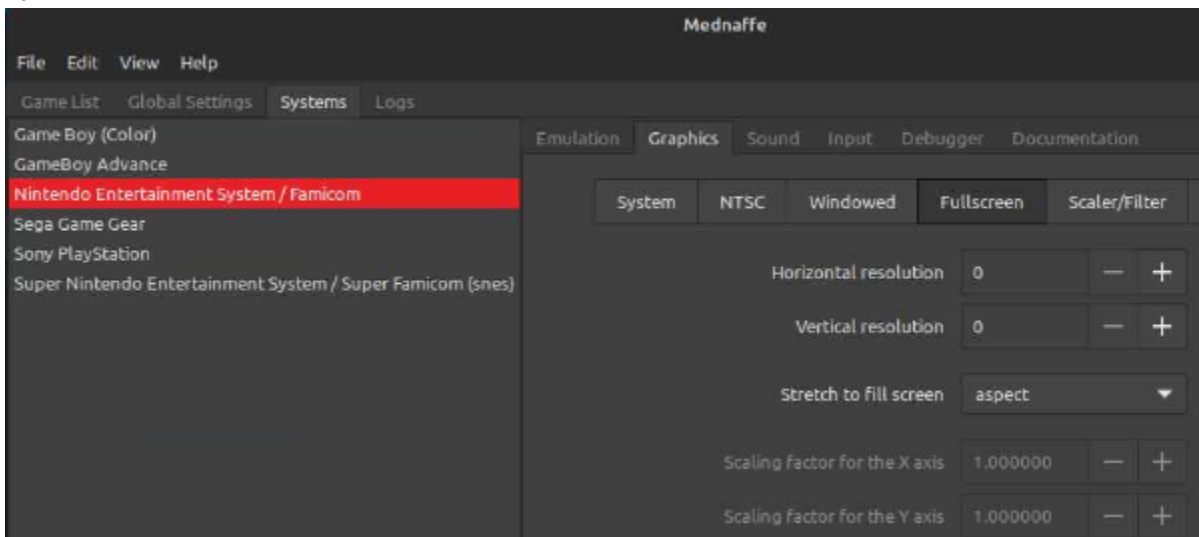 Mednaffe
File Edit View Help
Game List Global Settings Systems Logs
Game Boy (Color)
GameBoy Advance
Nintendo Entertainment System / Famicom
Sega Game Gear
Sony PlayStation
Super Nintendo Entertainment System / Super Famicom (snes)
Emulation Graphics Sound Input Debugger Documentation
System NTSC Windowed Fullscreen Scaler/Filter
Horizontal resolution 0 — +
Vertical resolution 0 — +
Stretch to fill screen aspect
Scaling factor for the X axis 1.000000 — +
Scaling factor for the Y axis 1.000000 — +